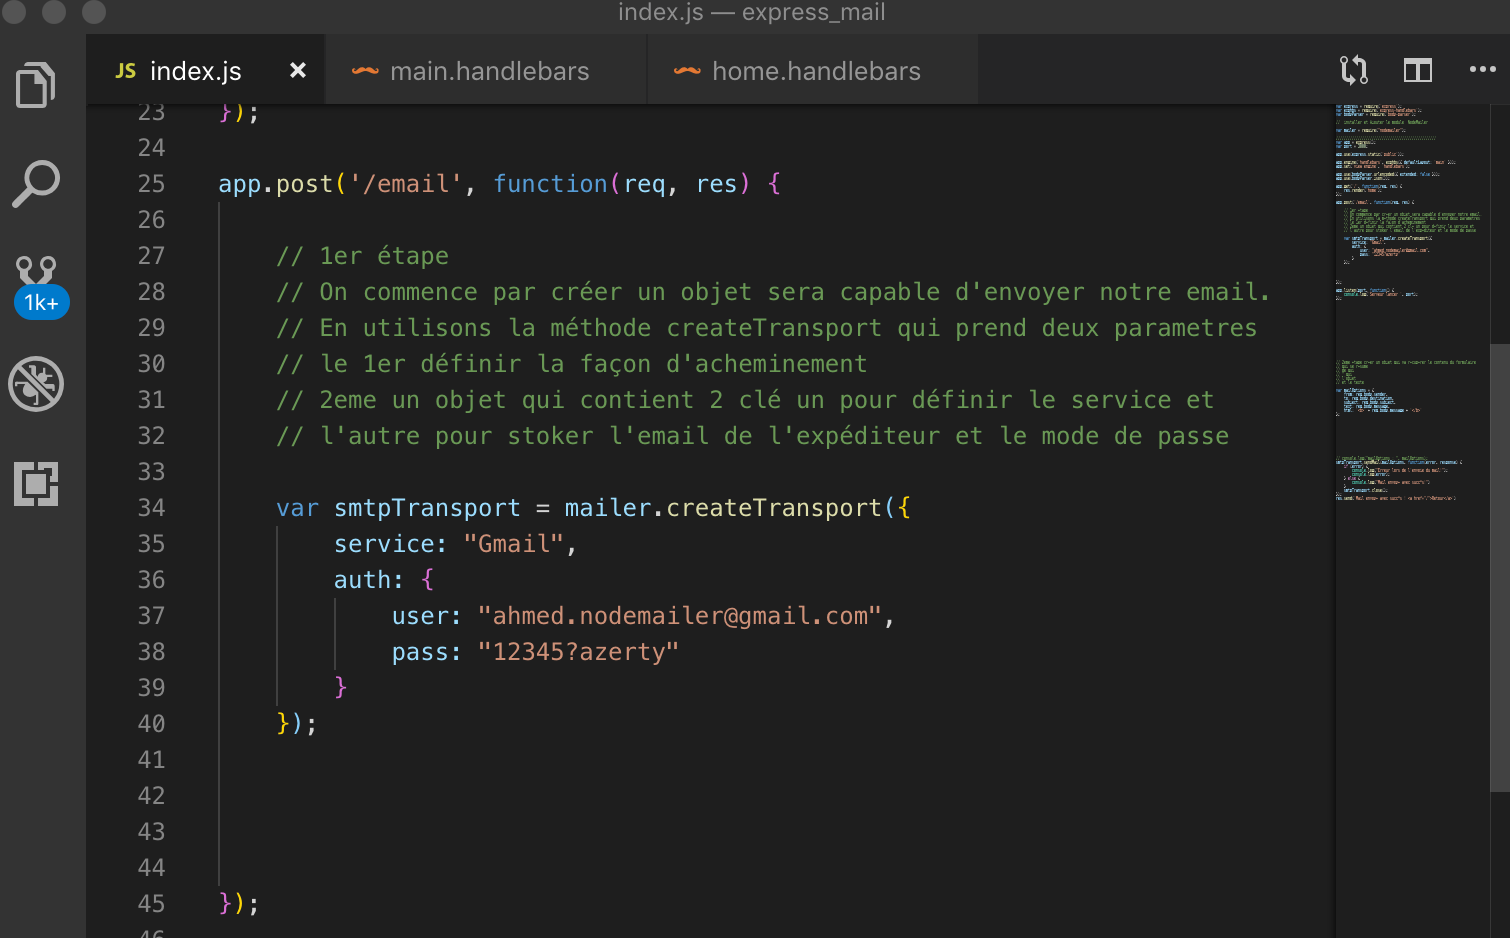 index.js — express_mail
JS index.js × main.handlebars home.handlebars
23 });
24
25 app.post('/email', function(req, res) {
26
27 // 1er étape
28 // On commence par créer un objet sera capable d'envoyer notre email.
29 // En utilisons la méthode createTransport qui prend deux parametres
30 // le 1er définir la façon d'acheminement
31 // 2eme un objet qui contient 2 clé un pour définir le service et
32 // l'autre pour stoker l'email de l'expéditeur et le mode de passe
33
34 var smtpTransport = mailer.createTransport({
35 service: "Gmail",
36 auth: {
37 user: "ahmed.nodemailer@gmail.com",
38 pass: "12345?azerty"
39 }
40 });
41
42
43
44
45 });
1k+